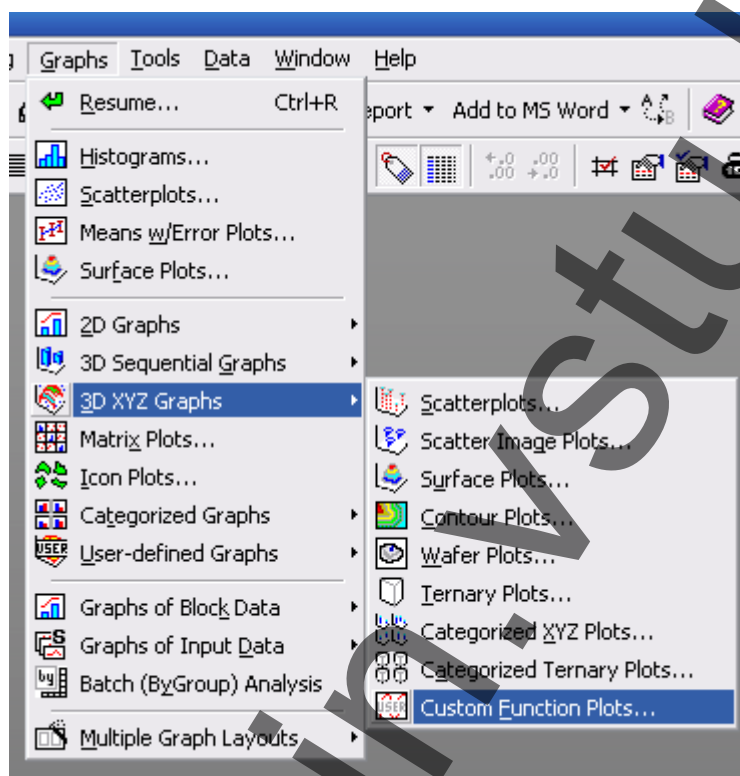 Graphs Tools Data Window Help
Resume... Ctrl+R
Add to MS Word
Histograms...
Scatterplots...
Means w/Error Plots...
Surface Plots...
2D Graphs
3D Sequential Graphs
3D XYZ Graphs
Matrix Plots...
Icon Plots...
Categorized Graphs
User-defined Graphs
Graphs of Block Data
Graphs of Input Data
Batch (ByGroup) Analysis
Multiple Graph Layouts
Scatterplots...
Scatter Image Plots...
Surface Plots...
Contour Plots...
Wafer Plots...
Ternary Plots...
Categorized XYZ Plots...
Categorized Ternary Plots...
Custom Function Plots...